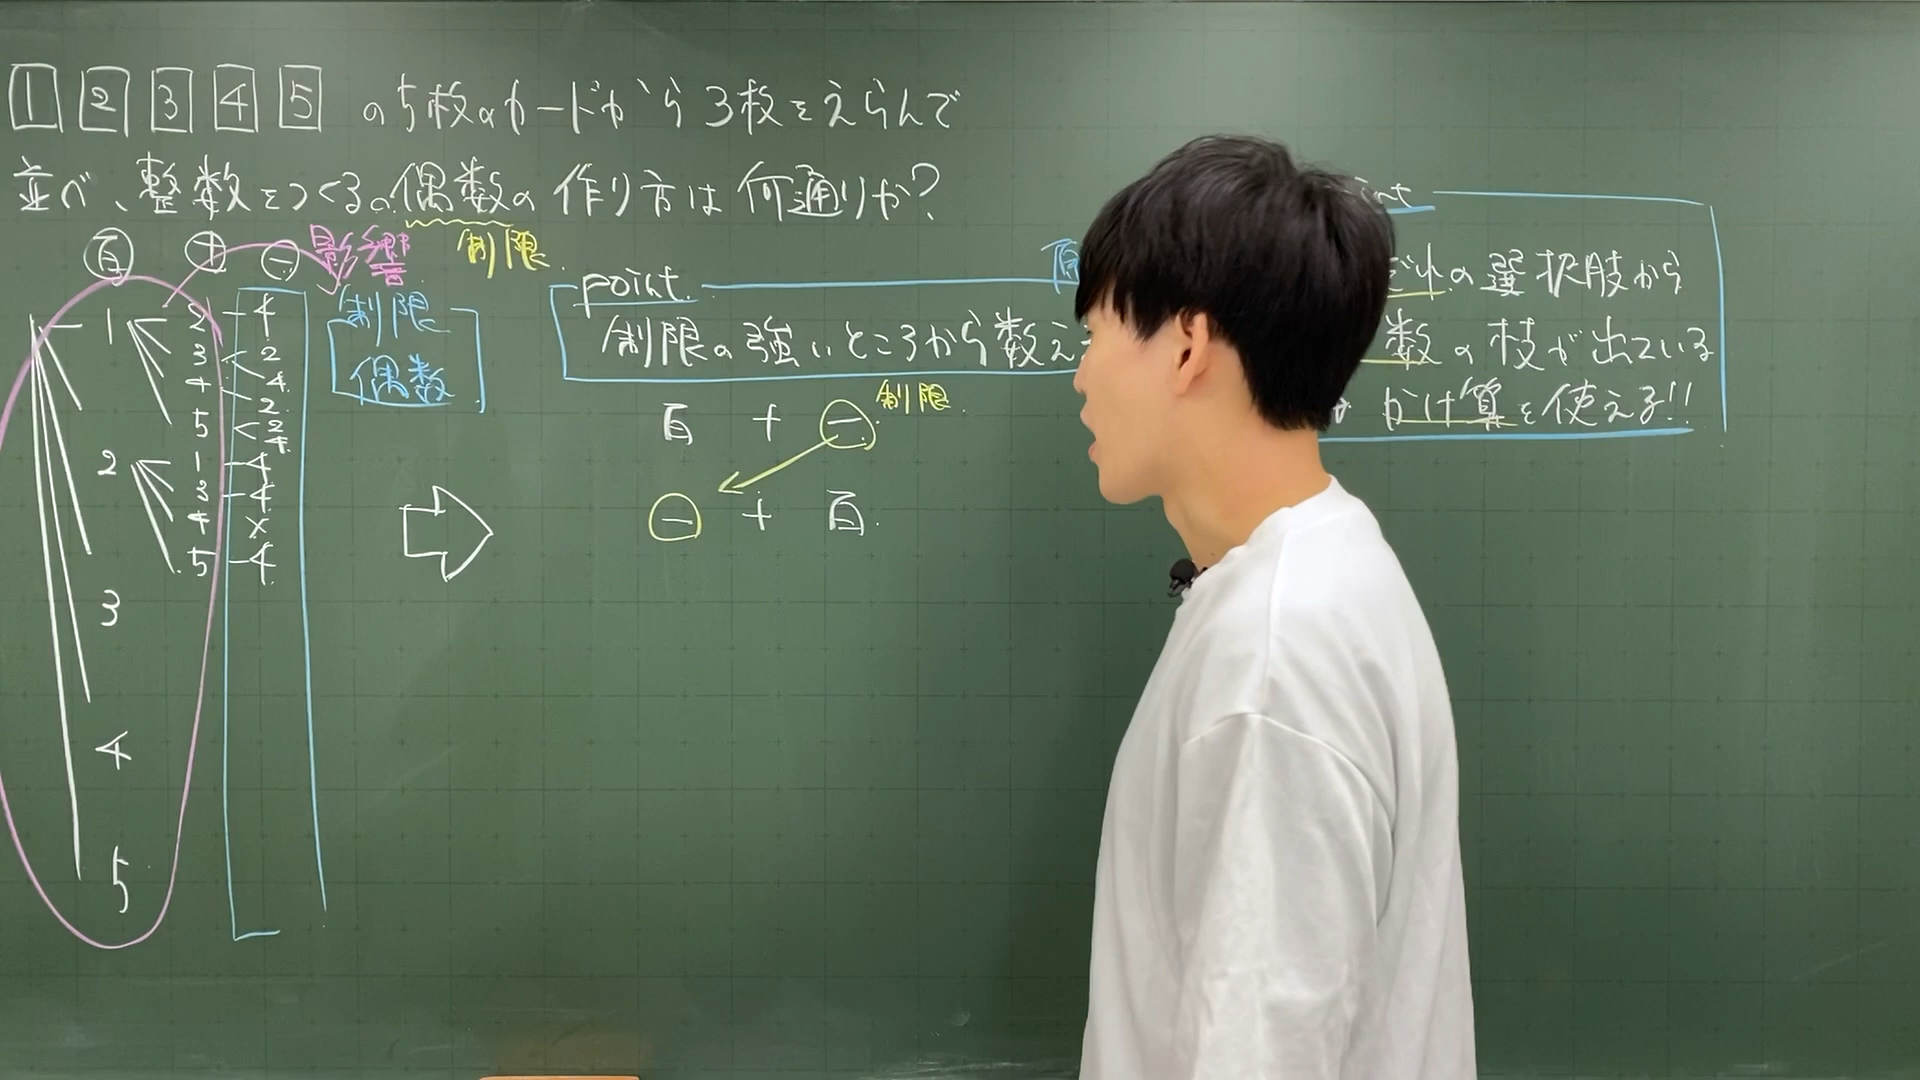 1 2 3 4 5 の5枚のカードから3枚をえらんで
並べ、整数をつくる。偶数の作り方は何通りか?
百 十 一 影響 制限
制限
偶数
point
制限の強いところから数え
百 十 一 制限
一 十 百
の選択肢から
数の枝が出ている
かけ算を使える!!
1 2 - 4
3 < 2 4
4 - 2
5 < 2 4
2 1 - 4
3 - 4
4 ×
5 - 4
3
4
5